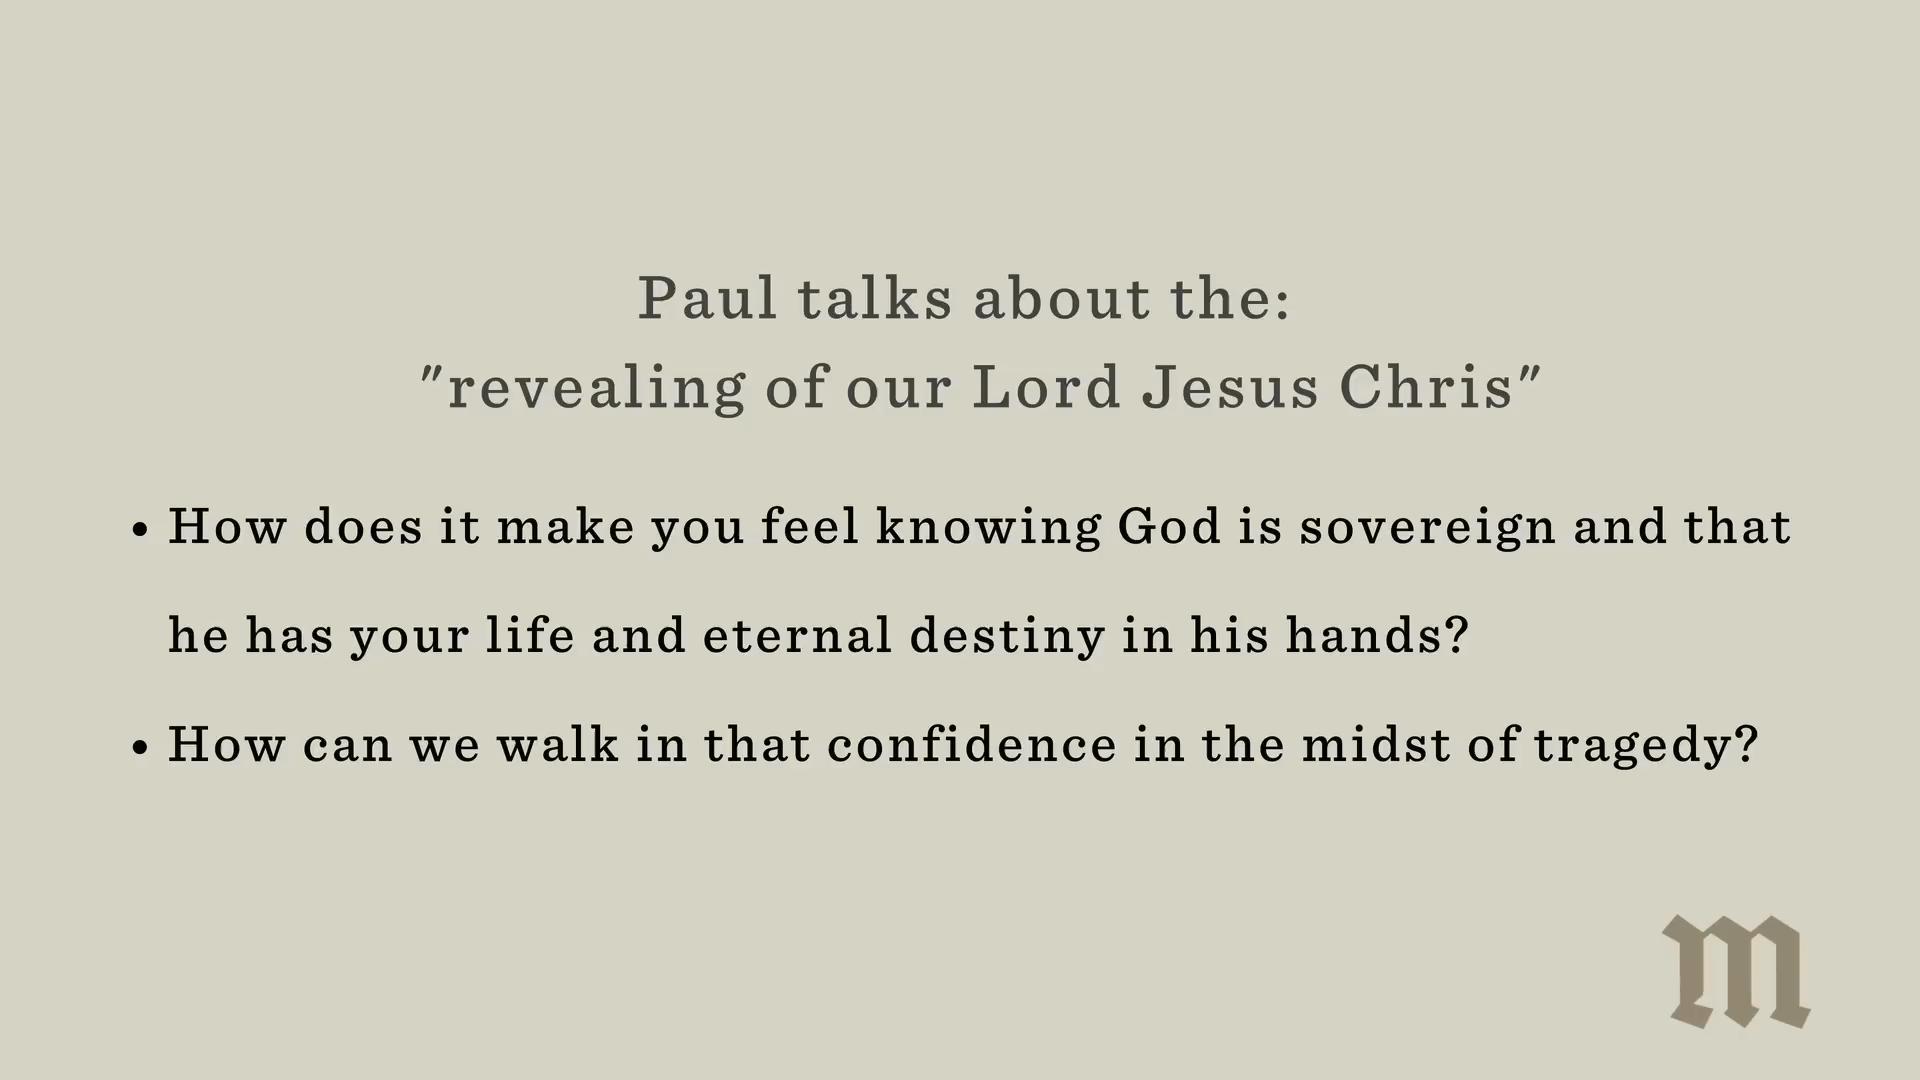 Paul talks about the:
"revealing of our Lord Jesus Chris"
• How does it make you feel knowing God is sovereign and that
he has your life and eternal destiny in his hands?
• How can we walk in that confidence in the midst of tragedy?
m